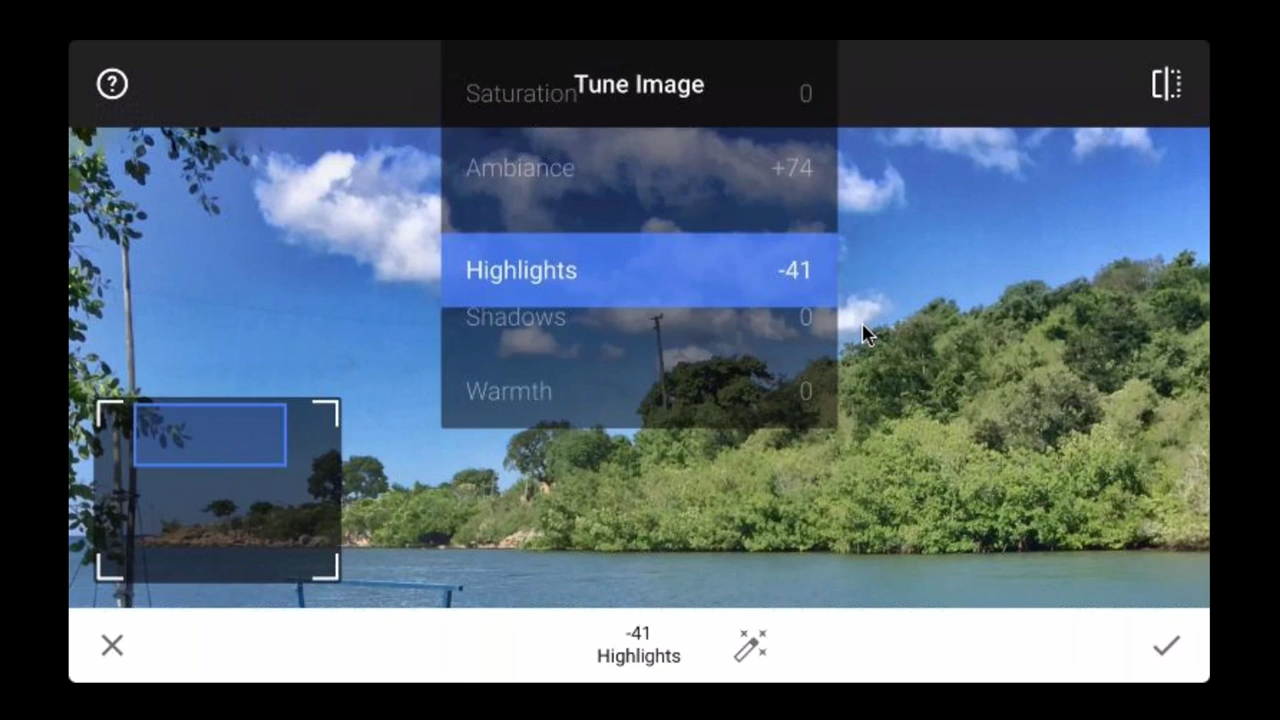 Tune Image
Saturation 0
Ambiance +74
Highlights -41
Shadows 0
Warmth 0
-41
Highlights